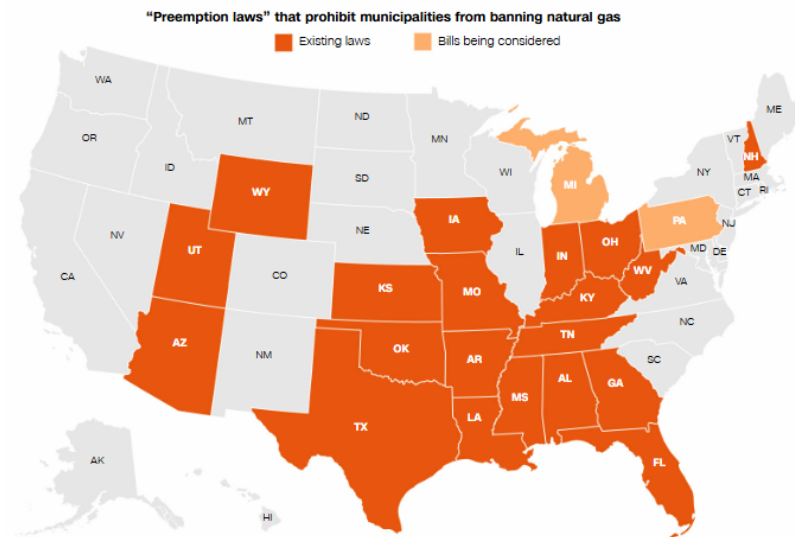 “Preemption laws” that prohibit municipalities from banning natural gas
Existing laws
Bills being considered
WA
MT
ND
MN
ME
OR
ID
SD
WI
VT
NH
NY
MA
CT
RI
WY
MI
NV
UT
NE
IA
PA
NJ
CA
CO
IL
IN
OH
MD
DE
KS
MO
WV
VA
KY
AZ
NM
OK
AR
TN
NC
SC
TX
LA
MS
AL
GA
AK
HI
FL